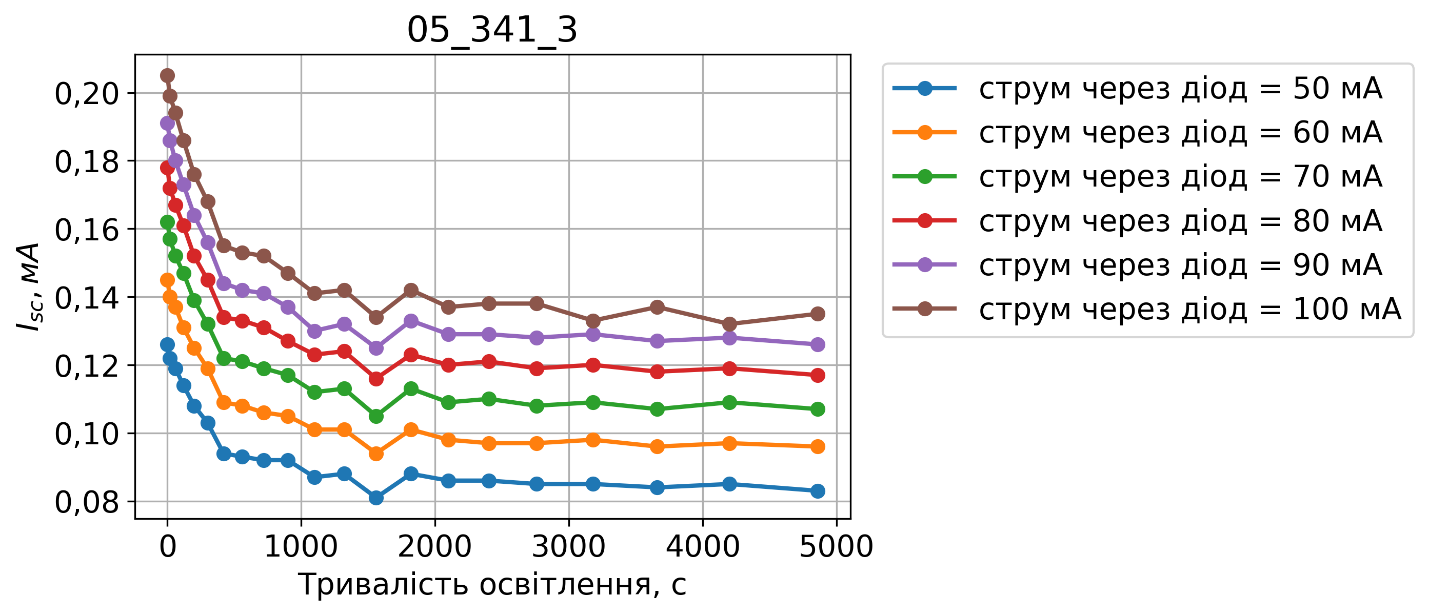 05_341_3
0,20
0,18
0,16
0,14
0,12
0,10
0,08
I_sc, мА
0 1000 2000 3000 4000 5000
Тривалість освітлення, с
струм через діод = 50 мА
струм через діод = 60 мА
струм через діод = 70 мА
струм через діод = 80 мА
струм через діод = 90 мА
струм через діод = 100 мА